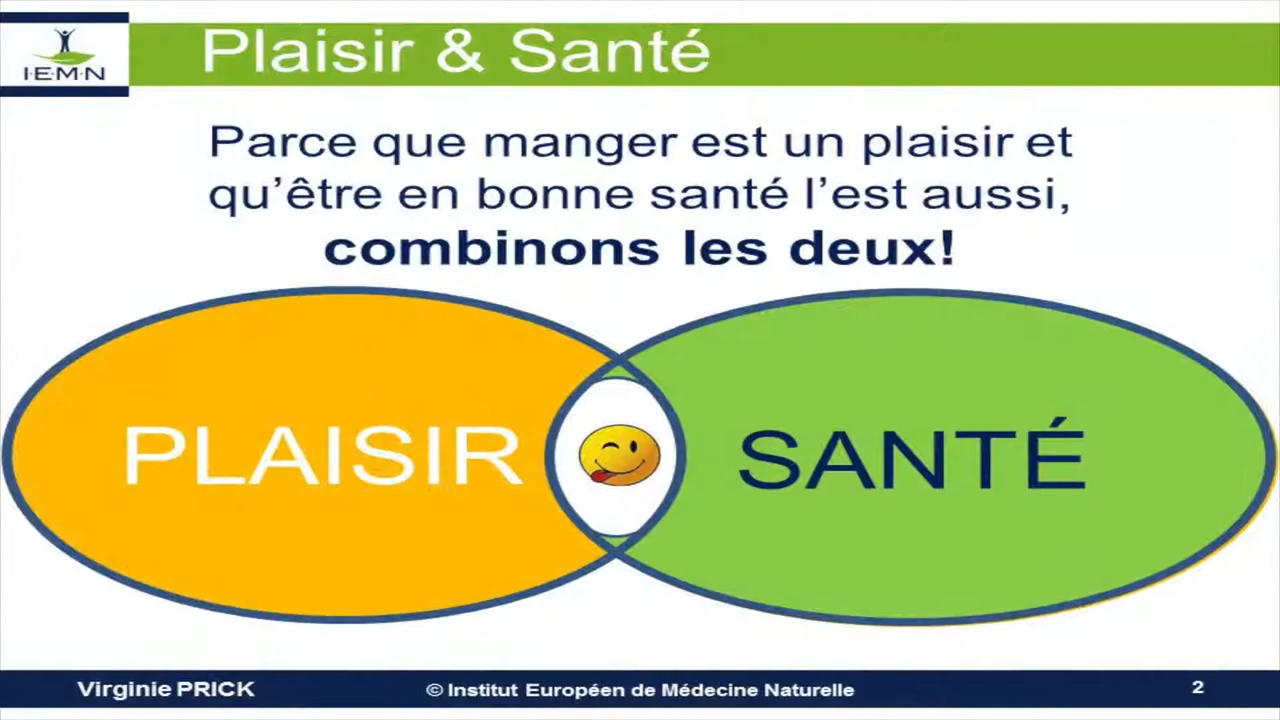 I·E·M·N
Plaisir & Santé
Parce que manger est un plaisir et
qu’être en bonne santé l’est aussi,
combinons les deux!
PLAISIR
SANTÉ
Virginie PRICK
© Institut Européen de Médecine Naturelle
2